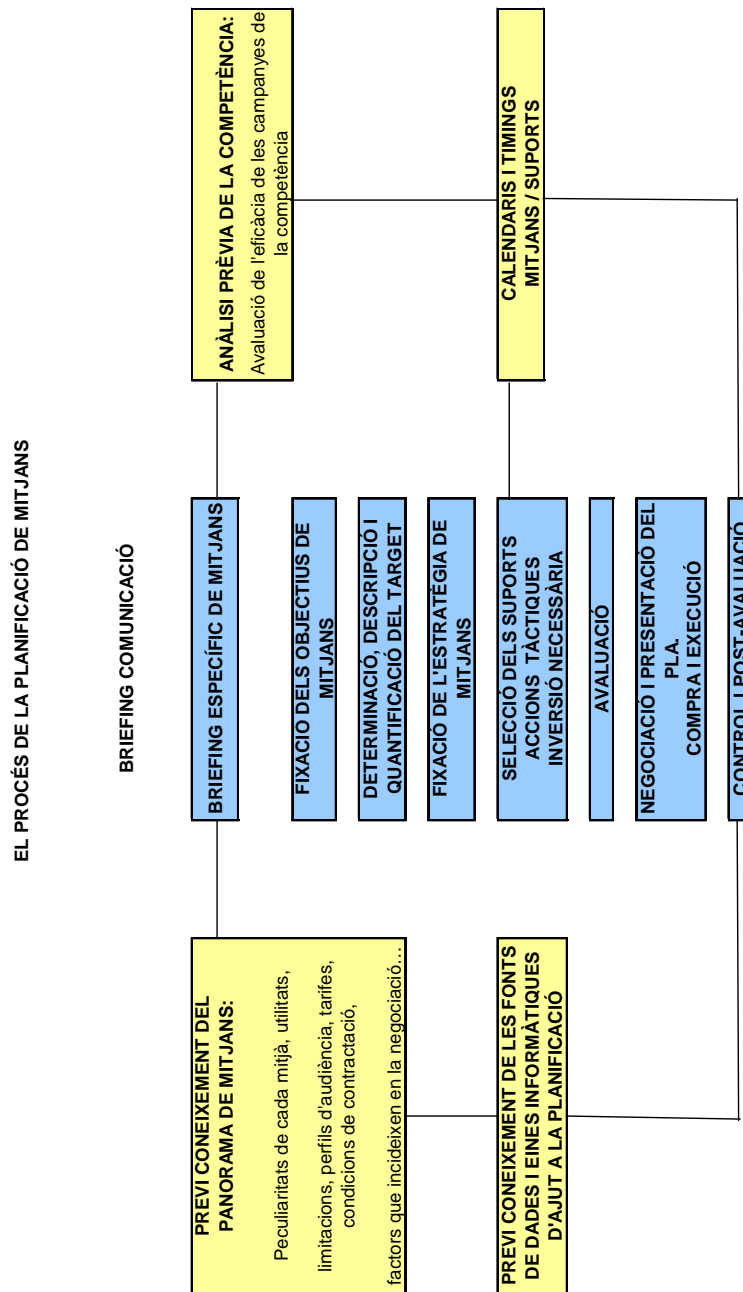 EL PROCÉS DE LA PLANIFICACIÓ DE MITJANS
BRIEFING COMUNICACIÓ
PREVI CONEIXEMENT DEL
PANORAMA DE MITJANS:
Peculiaritats de cada mitjà, utilitats,
limitacions, perfils d'audiència, tarifes,
condicions de contractació,
factors que incideixen en la negociació…
BRIEFING ESPECÍFIC DE MITJANS
ANÀLISI PRÈVIA DE LA COMPETÈNCIA:
Avaluació de l'eficàcia de les campanyes de
la competència
FIXACIO DELS OBJECTIUS DE
MITJANS
DETERMINACIÓ, DESCRIPCIÓ I
QUANTIFICACIÓ DEL TARGET
FIXACIÓ DE L'ESTRATÈGIA DE
MITJANS
PREVI CONEIXEMENT DE LES FONTS
DE DADES I EINES INFORMÀTIQUES
D'AJUT A LA PLANIFICACIÓ
SELECCIÓ DELS SUPORTS
ACCIONS TÀCTIQUES
INVERSIÓ NECESSÀRIA
CALENDARIS I TIMINGS
MITJANS / SUPORTS
AVALUACIÓ
NEGOCIACIÓ I PRESENTACIÓ DEL
PLA.
COMPRA I EXECUCIÓ
CONTROL I POST-AVALUACIÓ